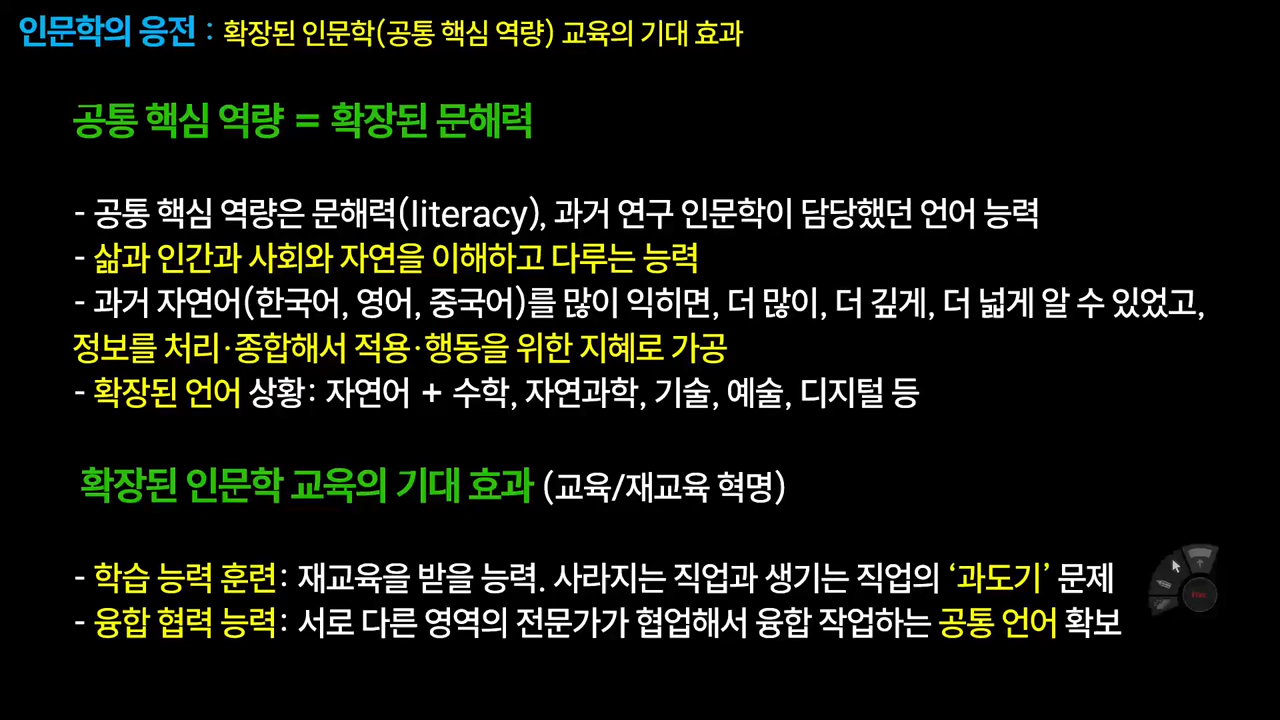 인문학의 응전 : 확장된 인문학(공통 핵심 역량) 교육의 기대 효과
공통 핵심 역량 = 확장된 문해력
- 공통 핵심 역량은 문해력(literacy), 과거 연구 인문학이 담당했던 언어 능력
- 삶과 인간과 사회와 자연을 이해하고 다루는 능력
- 과거 자연어(한국어, 영어, 중국어)를 많이 익히면, 더 많이, 더 깊게, 더 넓게 알 수 있었고,
정보를 처리·종합해서 적용·행동을 위한 지혜로 가공
- 확장된 언어 상황: 자연어 + 수학, 자연과학, 기술, 예술, 디지털 등
확장된 인문학 교육의 기대 효과 (교육/재교육 혁명)
- 학습 능력 훈련: 재교육을 받을 능력. 사라지는 직업과 생기는 직업의 ‘과도기’ 문제
- 융합 협력 능력: 서로 다른 영역의 전문가가 협업해서 융합 작업하는 공통 언어 확보